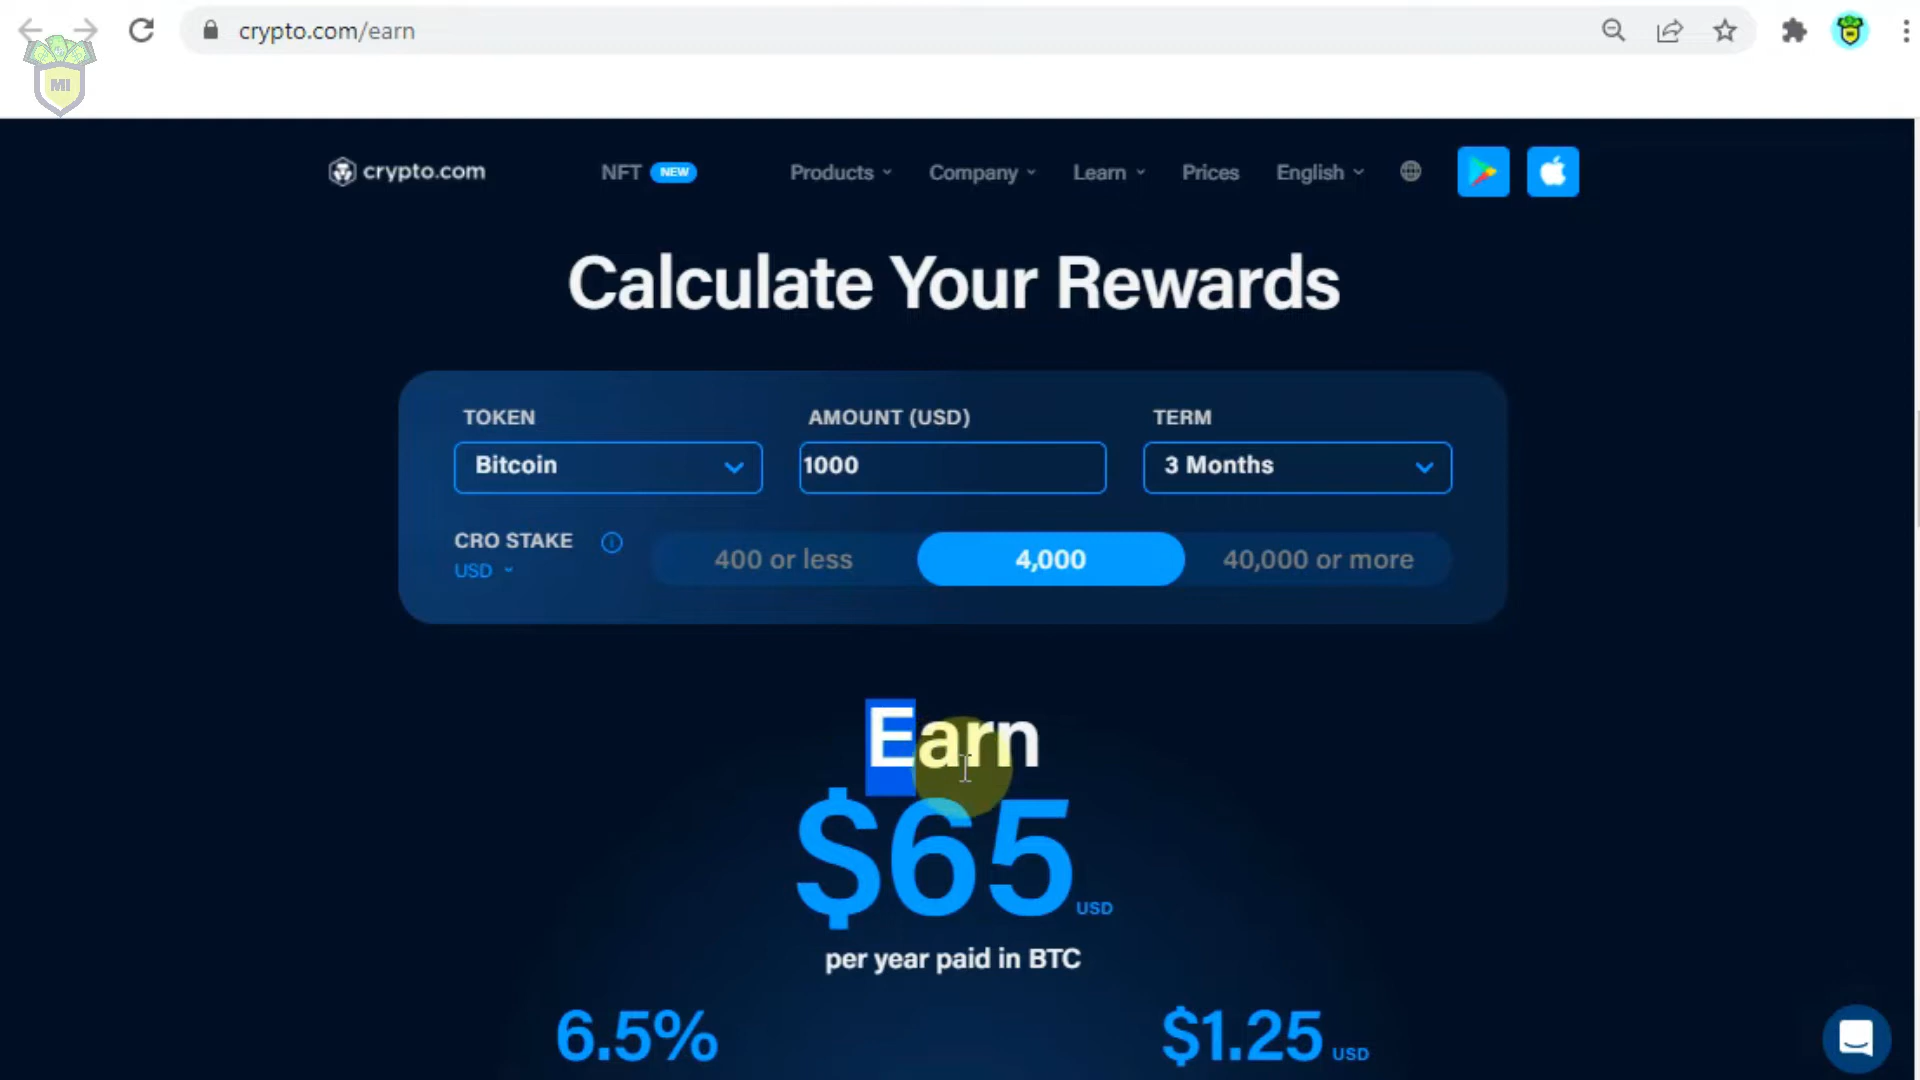 crypto.com/earn
MI
crypto.com
NFT NEW Products Company Learn Prices English
Calculate Your Rewards
TOKEN AMOUNT (USD) TERM
Bitcoin 1000 3 Months
CRO STAKE
USD
400 or less 4,000 40,000 or more
Earn
$65 USD
per year paid in BTC
6.5% $1.25 USD